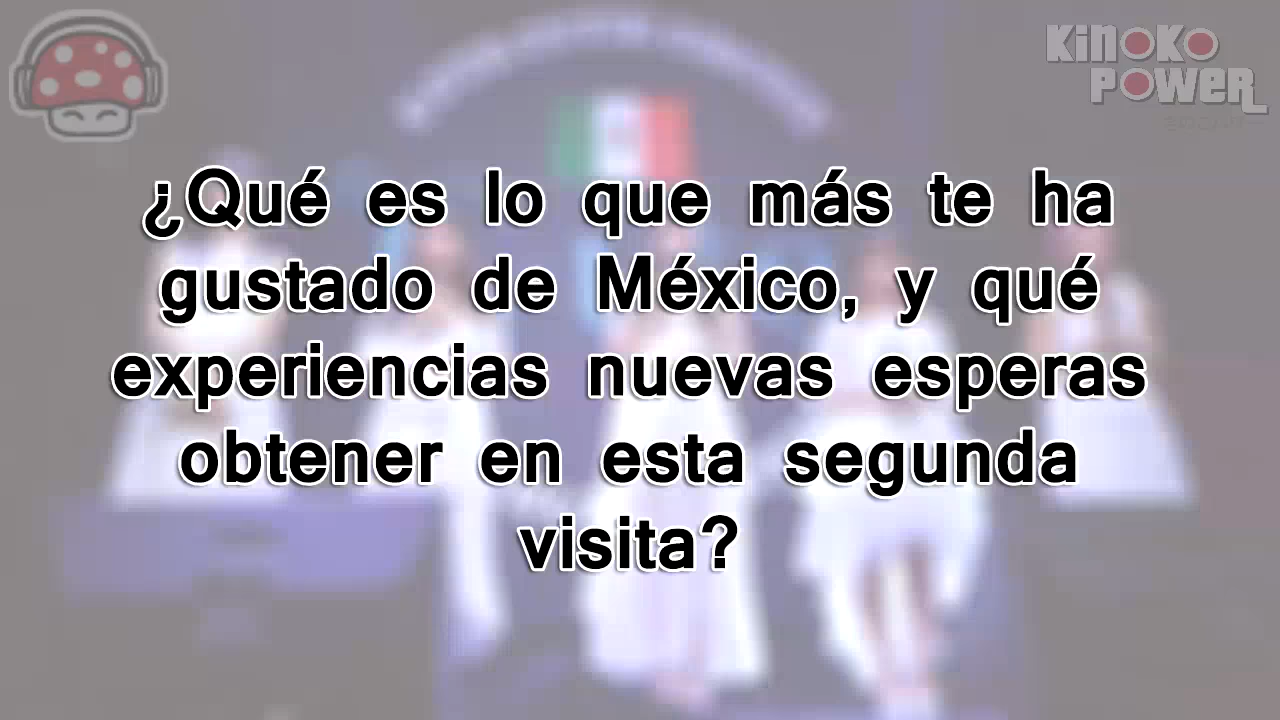 KiNOKO
POWER
¿Qué es lo que más te ha
gustado de México, y qué
experiencias nuevas esperas
obtener en esta segunda
visita?